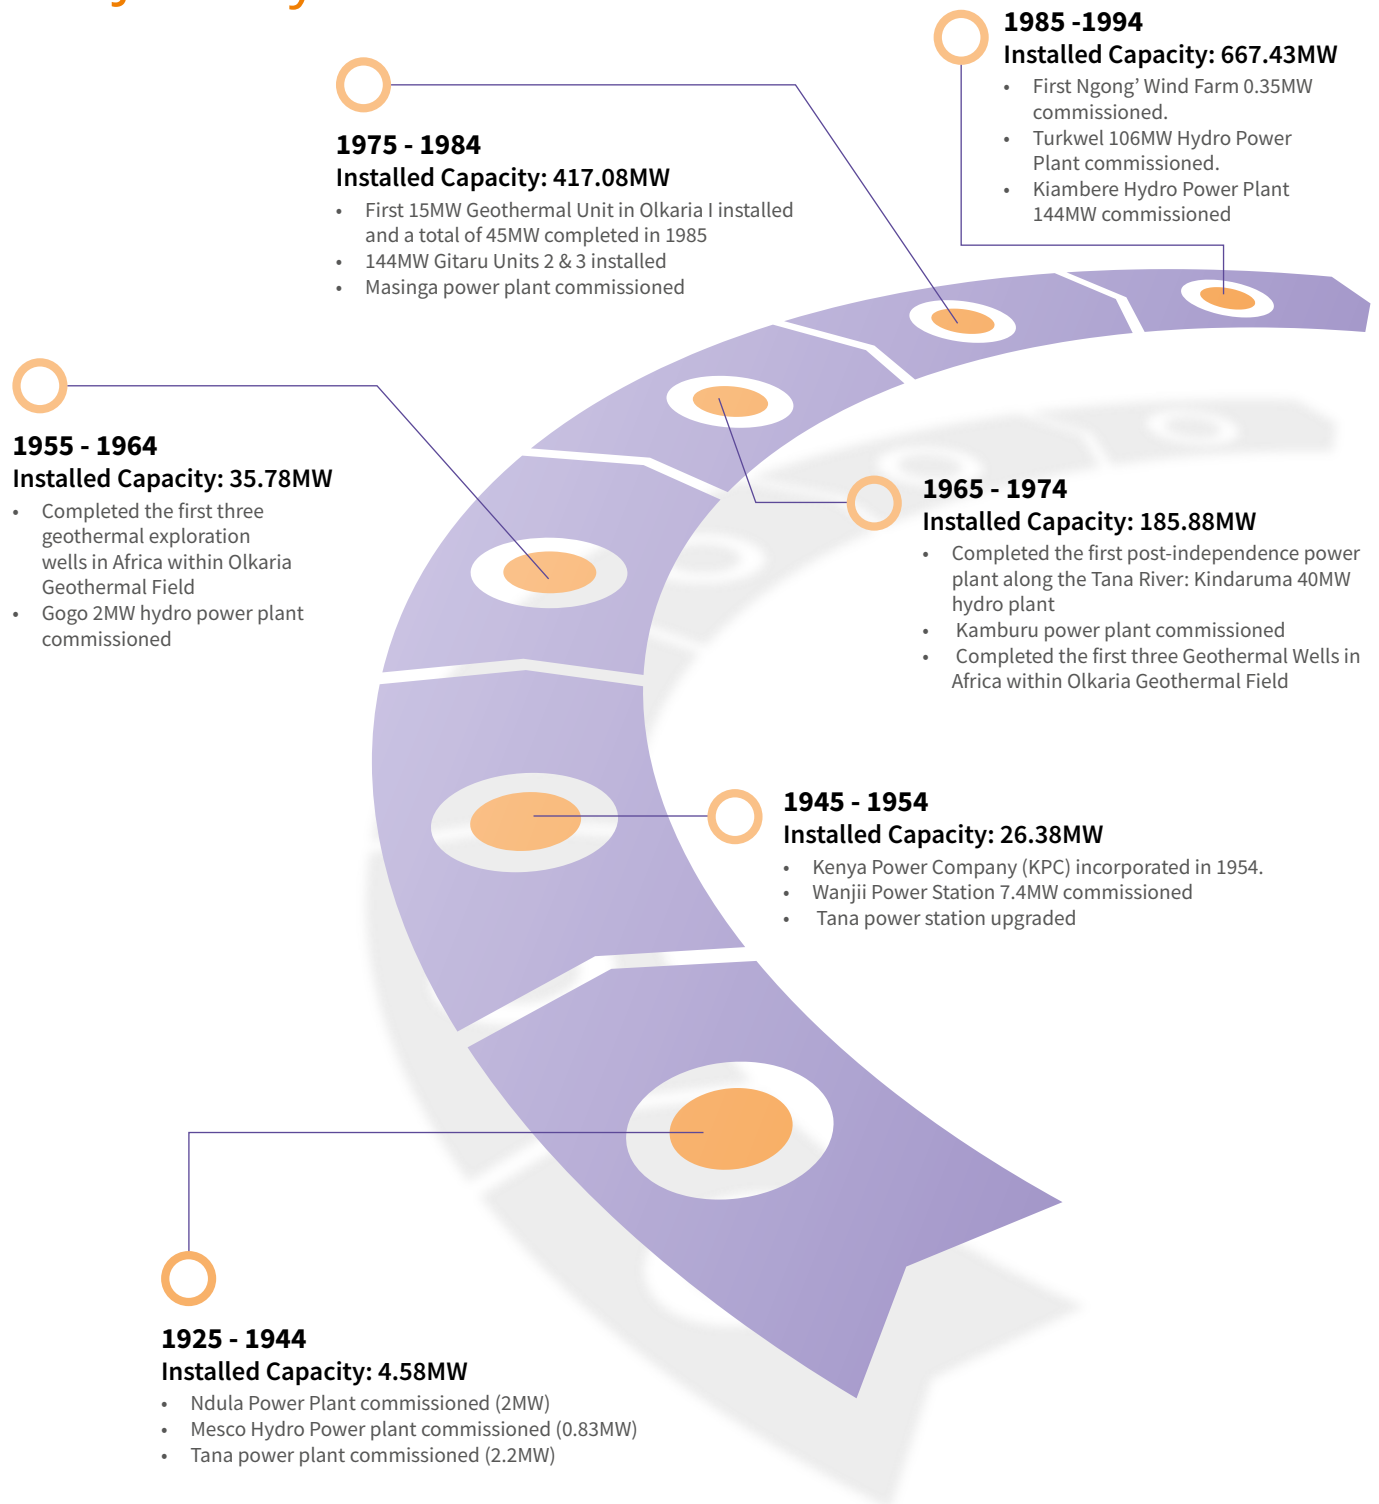 1985 -1994
Installed Capacity: 667.43MW
• First Ngong’ Wind Farm 0.35MW
commissioned.
• Turkwel 106MW Hydro Power
Plant commissioned.
• Kiambere Hydro Power Plant
144MW commissioned
1975 - 1984
Installed Capacity: 417.08MW
• First 15MW Geothermal Unit in Olkaria I installed
and a total of 45MW completed in 1985
• 144MW Gitaru Units 2 & 3 installed
• Masinga power plant commissioned
1955 - 1964
Installed Capacity: 35.78MW
• Completed the first three
geothermal exploration
wells in Africa within Olkaria
Geothermal Field
• Gogo 2MW hydro power plant
commissioned
1965 - 1974
Installed Capacity: 185.88MW
• Completed the first post-independence power
plant along the Tana River: Kindaruma 40MW
hydro plant
• Kamburu power plant commissioned
• Completed the first three Geothermal Wells in
Africa within Olkaria Geothermal Field
1945 - 1954
Installed Capacity: 26.38MW
• Kenya Power Company (KPC) incorporated in 1954.
• Wanjii Power Station 7.4MW commissioned
• Tana power station upgraded
1925 - 1944
Installed Capacity: 4.58MW
• Ndula Power Plant commissioned (2MW)
• Mesco Hydro Power plant commissioned (0.83MW)
• Tana power plant commissioned (2.2MW)